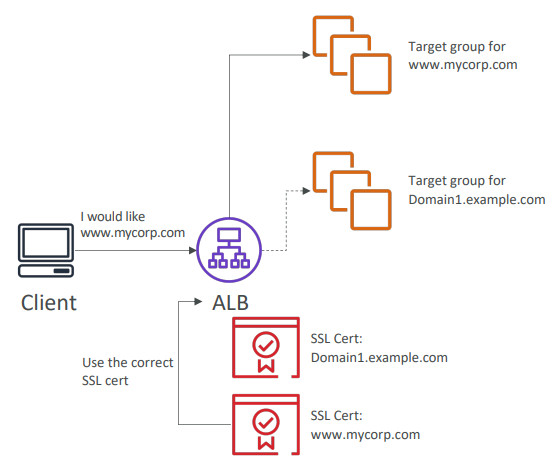 Target group for
www.mycorp.com
Target group for
Domain1.example.com
I would like
www.mycorp.com
Client
ALB
SSL Cert:
Domain1.example.com
Use the correct
SSL cert
SSL Cert:
www.mycorp.com